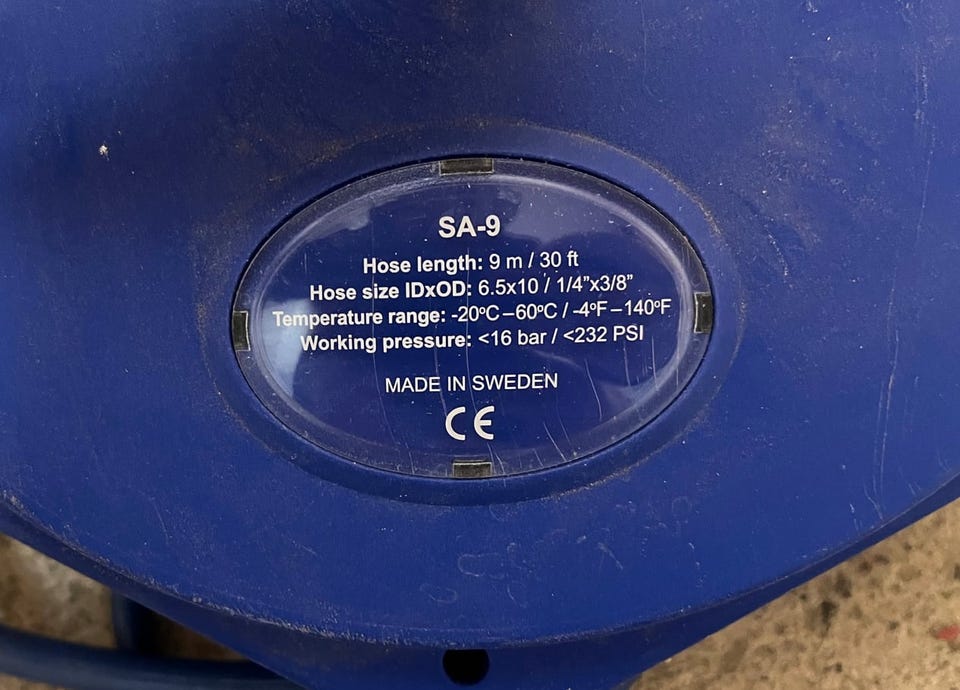 SA-9
Hose length: 9 m / 30 ft
Hose size IDxOD: 6.5x10 / 1/4”x3/8”
Temperature range: -20ºC–60ºC / -4ºF–140ºF
Working pressure: <16 bar / <232 PSI
MADE IN SWEDEN
CE